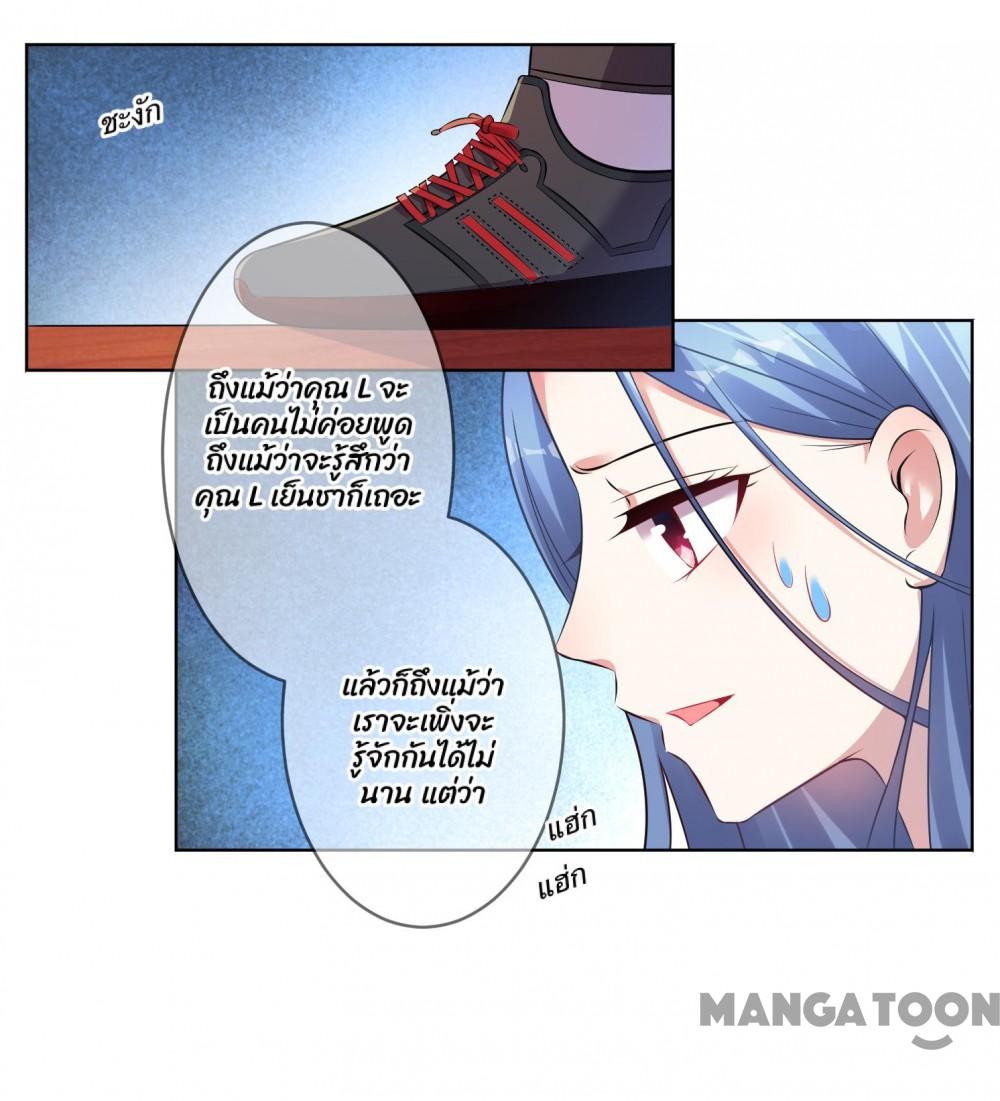 ชะงัก
ถึงแม้ว่าคุณ L จะ
เป็นคนไม่ค่อยพูด
ถึงแม้ว่าจะรู้สึกว่า
คุณ L เย็นชาก็เถอะ
แล้วก็ถึงแม้ว่า
เราจะเพิ่งจะ
รู้จักกันได้ไม่
นาน แต่ว่า
แฮ่ก
แฮ่ก
MANGATOON